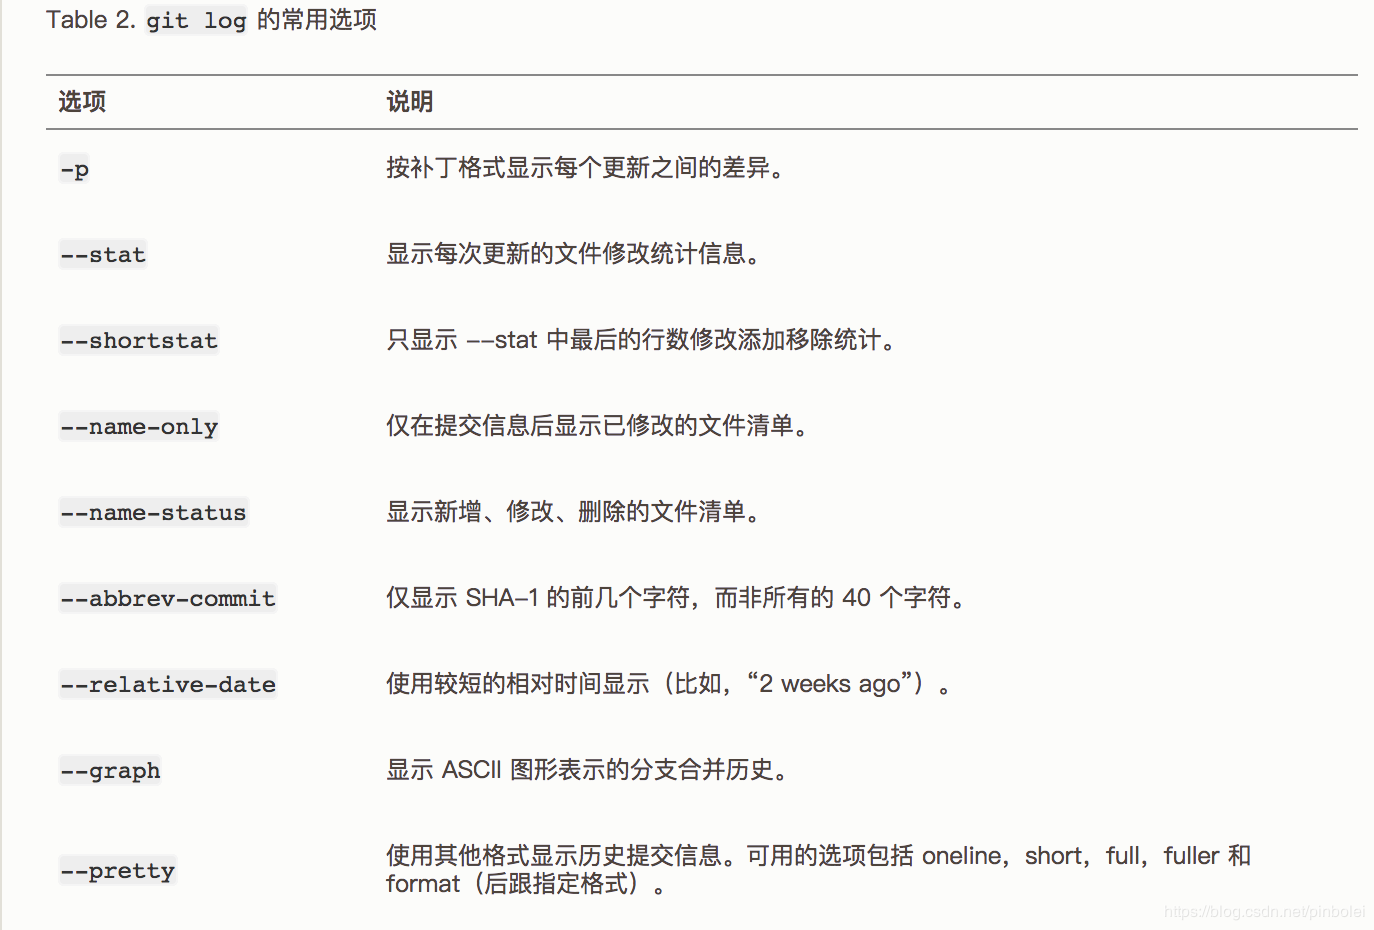 Table 2. git log 的常用选项
选项 说明
-p 按补丁格式显示每个更新之间的差异。
--stat 显示每次更新的文件修改统计信息。
--shortstat 只显示 --stat 中最后的行数修改添加移除统计。
--name-only 仅在提交信息后显示已修改的文件清单。
--name-status 显示新增、修改、删除的文件清单。
--abbrev-commit 仅显示 SHA-1 的前几个字符，而非所有的 40 个字符。
--relative-date 使用较短的相对时间显示（比如，“2 weeks ago”）。
--graph 显示 ASCII 图形表示的分支合并历史。
--pretty 使用其他格式显示历史提交信息。可用的选项包括 oneline，short，full，fuller 和
format（后跟指定格式）。
https://blog.csdn.net/pinbolei